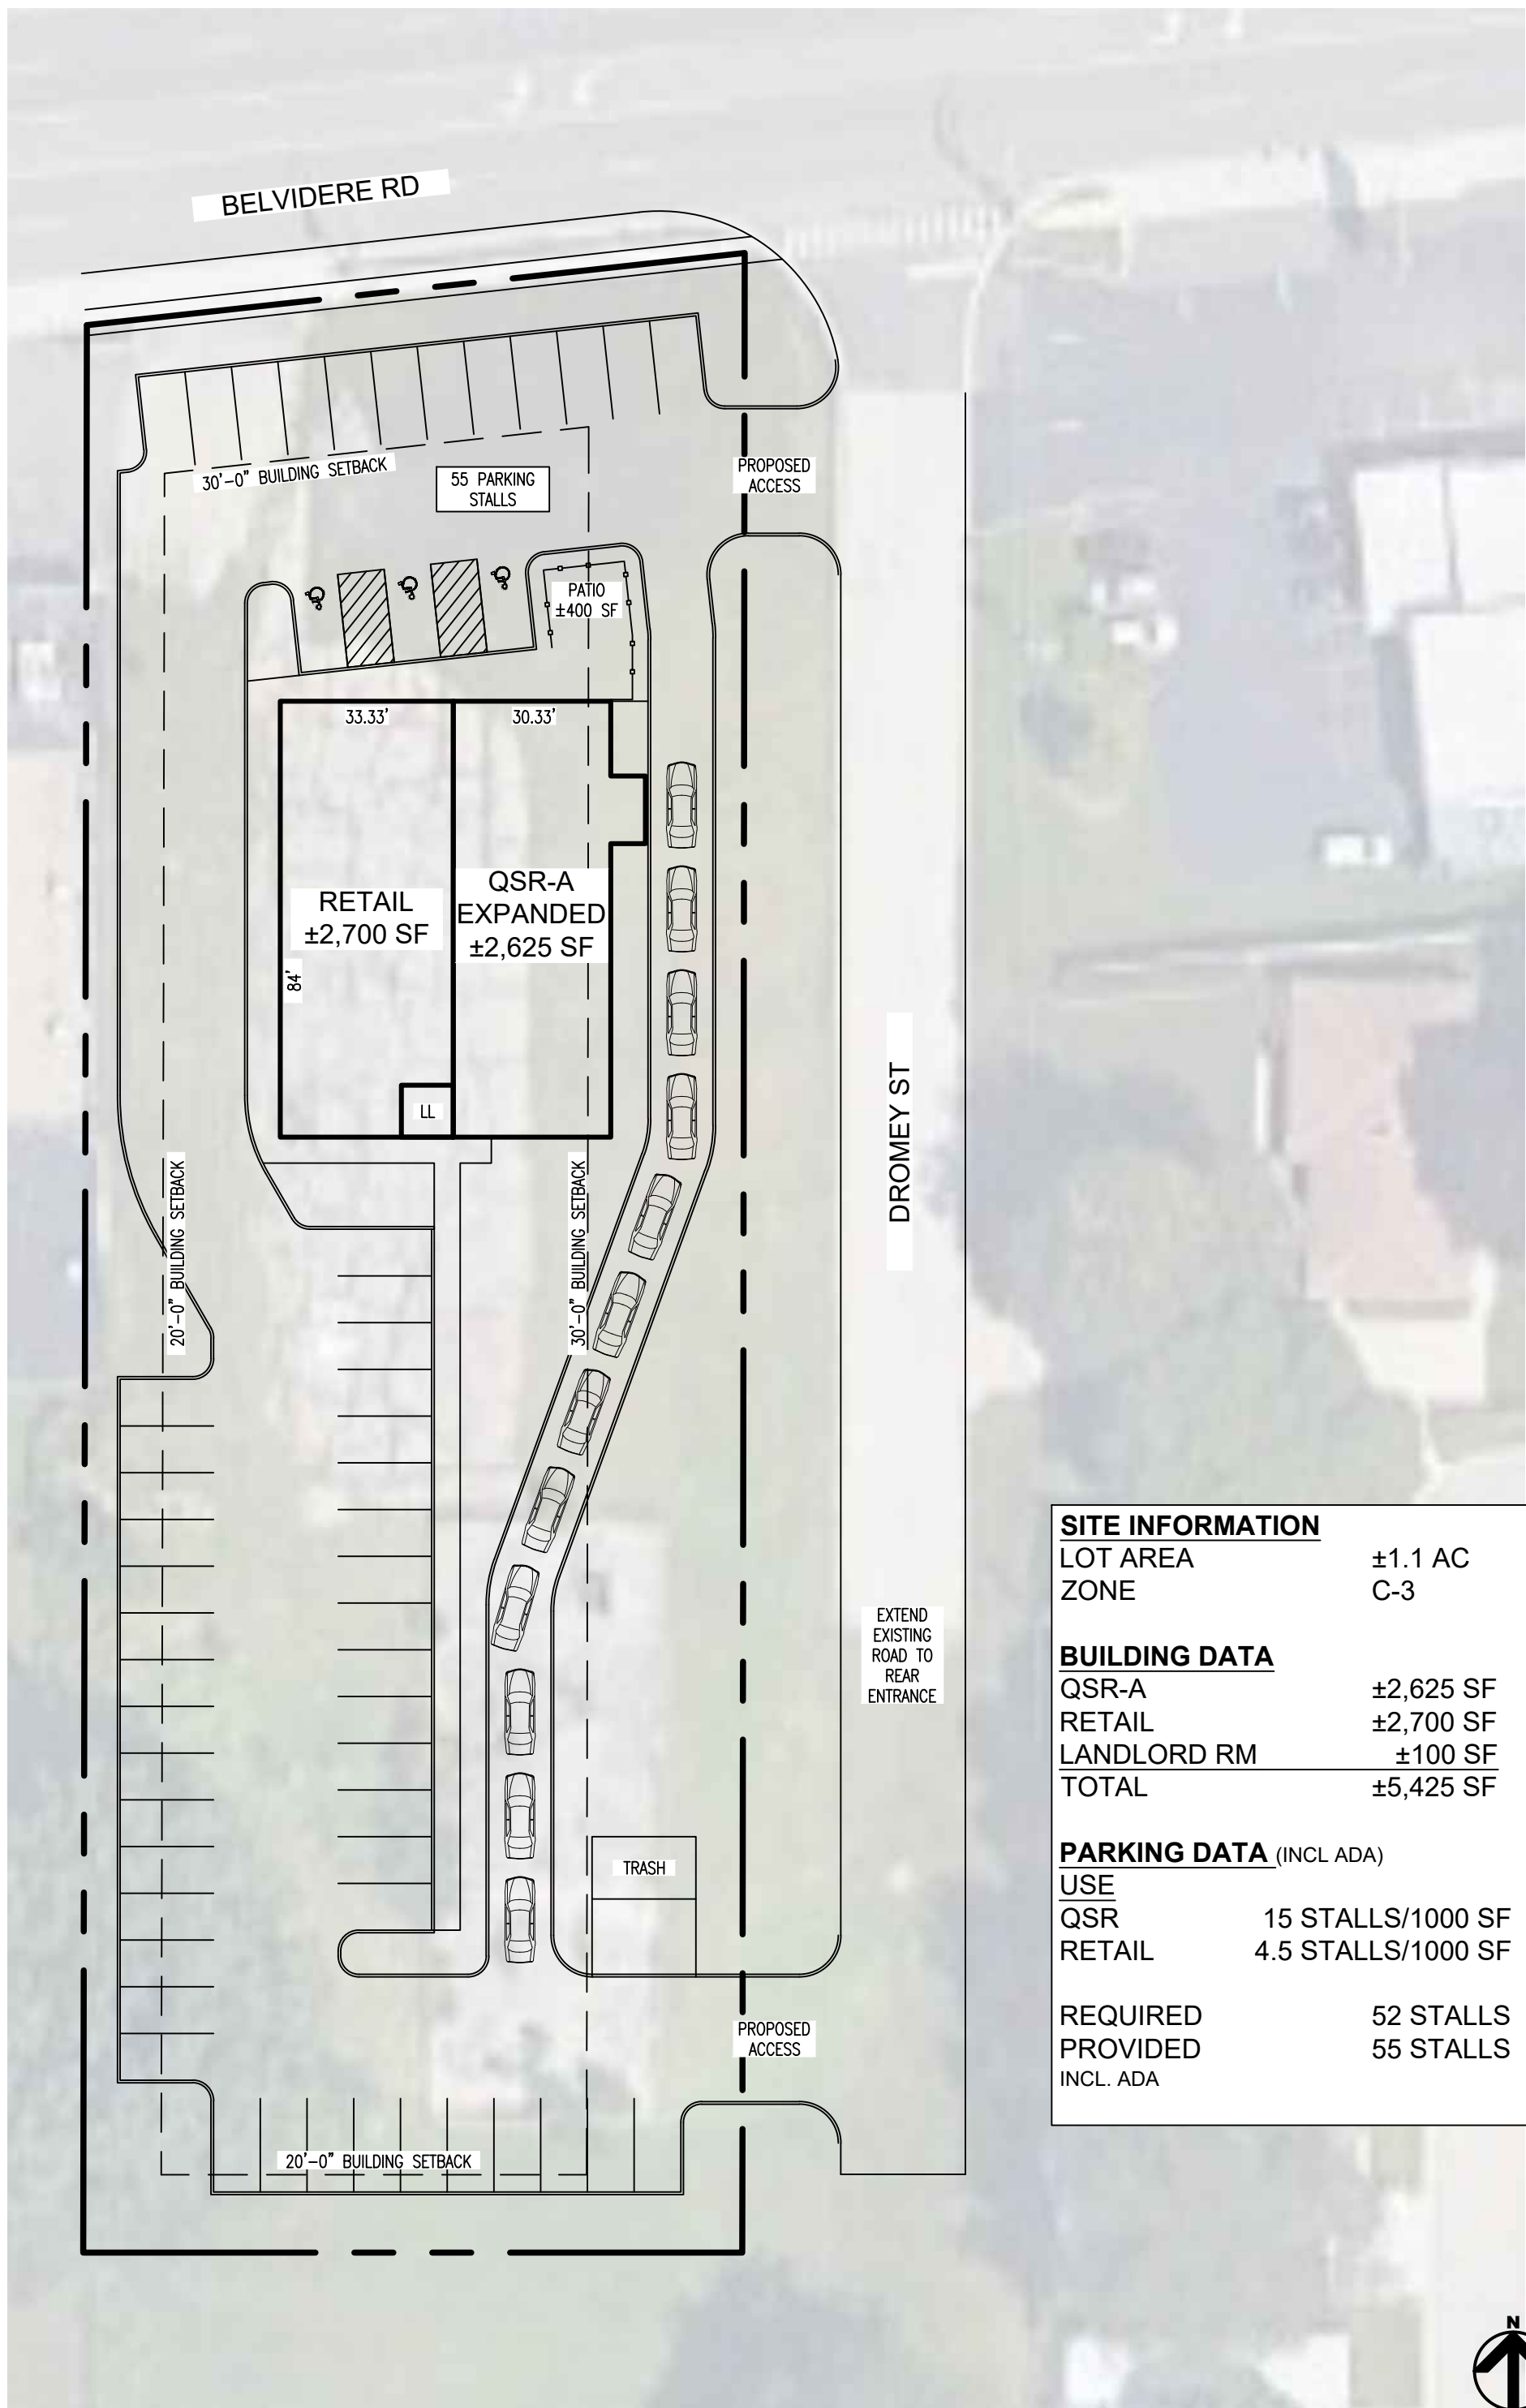 BELVIDERE RD
30'-0" BUILDING SETBACK
55 PARKING
STALLS
PROPOSED
ACCESS
PATIO
±400 SF
33.33'
30.33'
RETAIL
±2,700 SF
QSR-A
EXPANDED
±2,625 SF
84'
LL
DROMEY ST
20'-0" BUILDING SETBACK
30'-0" BUILDING SETBACK
EXTEND
EXISTING
ROAD TO
REAR
ENTRANCE
TRASH
PROPOSED
ACCESS
20'-0" BUILDING SETBACK
SITE INFORMATION
LOT AREA ±1.1 AC
ZONE C-3
BUILDING DATA
QSR-A ±2,625 SF
RETAIL ±2,700 SF
LANDLORD RM ±100 SF
TOTAL ±5,425 SF
PARKING DATA (INCL ADA)
USE
QSR 15 STALLS/1000 SF
RETAIL 4.5 STALLS/1000 SF
REQUIRED 52 STALLS
PROVIDED 55 STALLS
INCL. ADA
N